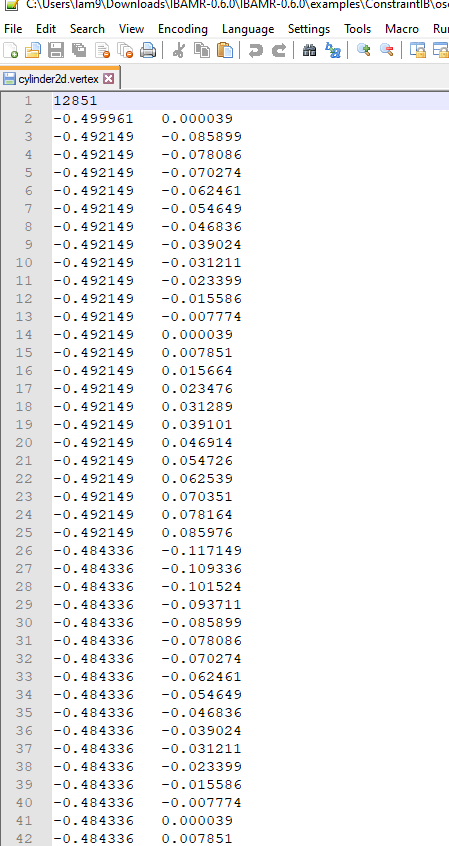 C:\Users\lam9\Downloads\IBAMR-0.6.0\IBAMR-0.6.0\examples\ConstraintIB\os
File Edit Search View Encoding Language Settings Tools Macro Ru
cylinder2d.vertex
1 12851
2 -0.499961 0.000039
3 -0.492149 -0.085899
4 -0.492149 -0.078086
5 -0.492149 -0.070274
6 -0.492149 -0.062461
7 -0.492149 -0.054649
8 -0.492149 -0.046836
9 -0.492149 -0.039024
10 -0.492149 -0.031211
11 -0.492149 -0.023399
12 -0.492149 -0.015586
13 -0.492149 -0.007774
14 -0.492149 0.000039
15 -0.492149 0.007851
16 -0.492149 0.015664
17 -0.492149 0.023476
18 -0.492149 0.031289
19 -0.492149 0.039101
20 -0.492149 0.046914
21 -0.492149 0.054726
22 -0.492149 0.062539
23 -0.492149 0.070351
24 -0.492149 0.078164
25 -0.492149 0.085976
26 -0.484336 -0.117149
27 -0.484336 -0.109336
28 -0.484336 -0.101524
29 -0.484336 -0.093711
30 -0.484336 -0.085899
31 -0.484336 -0.078086
32 -0.484336 -0.070274
33 -0.484336 -0.062461
34 -0.484336 -0.054649
35 -0.484336 -0.046836
36 -0.484336 -0.039024
37 -0.484336 -0.031211
38 -0.484336 -0.023399
39 -0.484336 -0.015586
40 -0.484336 -0.007774
41 -0.484336 0.000039
42 -0.484336 0.007851